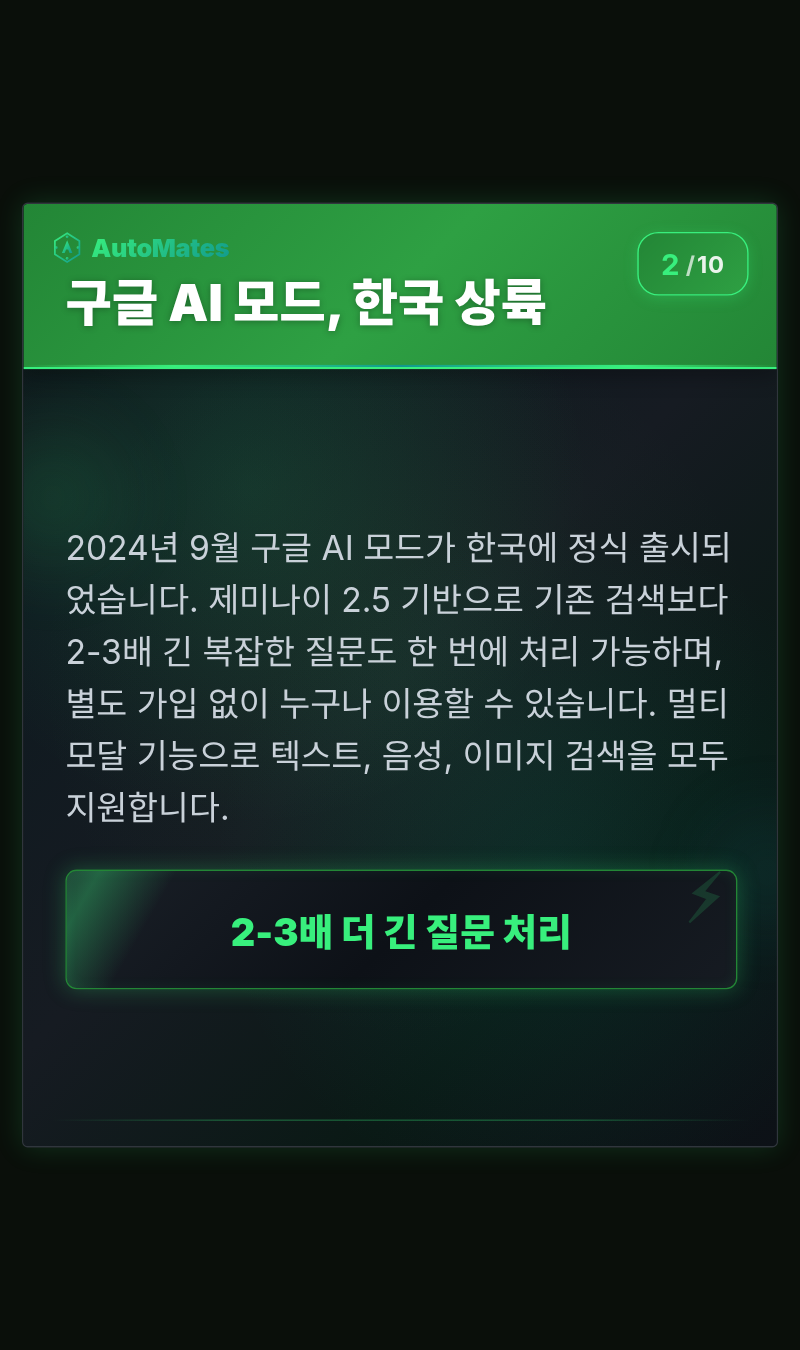 AutoMates
2 /10
구글 AI 모드, 한국 상륙
2024년 9월 구글 AI 모드가 한국에 정식 출시되
었습니다. 제미나이 2.5 기반으로 기존 검색보다
2-3배 긴 복잡한 질문도 한 번에 처리 가능하며,
별도 가입 없이 누구나 이용할 수 있습니다. 멀티
모달 기능으로 텍스트, 음성, 이미지 검색을 모두
지원합니다.
2-3배 더 긴 질문 처리